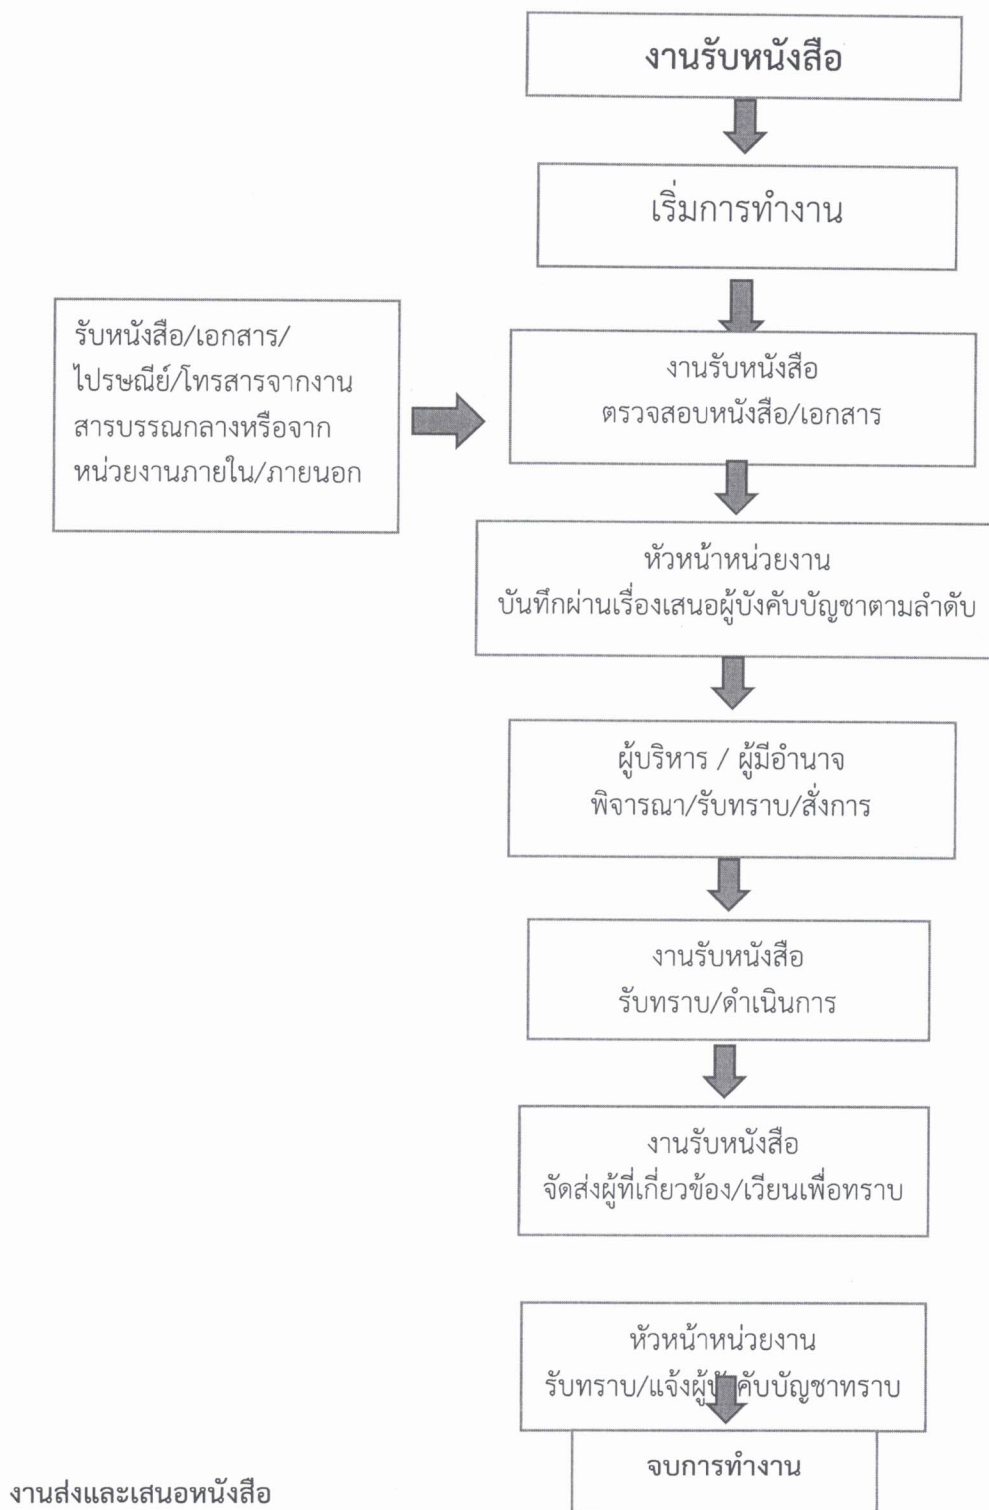 งานรับหนังสือ
เริ่มการทำงาน
รับหนังสือ/เอกสาร/
ไปรษณีย์/โทรสารจากงาน
สารบรรณกลางหรือจาก
หน่วยงานภายใน/ภายนอก
งานรับหนังสือ
ตรวจสอบหนังสือ/เอกสาร
หัวหน้าหน่วยงาน
บันทึกผ่านเรื่องเสนอผู้บังคับบัญชาตามลำดับ
ผู้บริหาร / ผู้มีอำนาจ
พิจารณา/รับทราบ/สั่งการ
งานรับหนังสือ
รับทราบ/ดำเนินการ
งานรับหนังสือ
จัดส่งผู้ที่เกี่ยวข้อง/เวียนเพื่อทราบ
หัวหน้าหน่วยงาน
รับทราบ/แจ้งผู้บังคับบัญชาทราบ
จบการทำงาน
งานส่งและเสนอหนังสือ